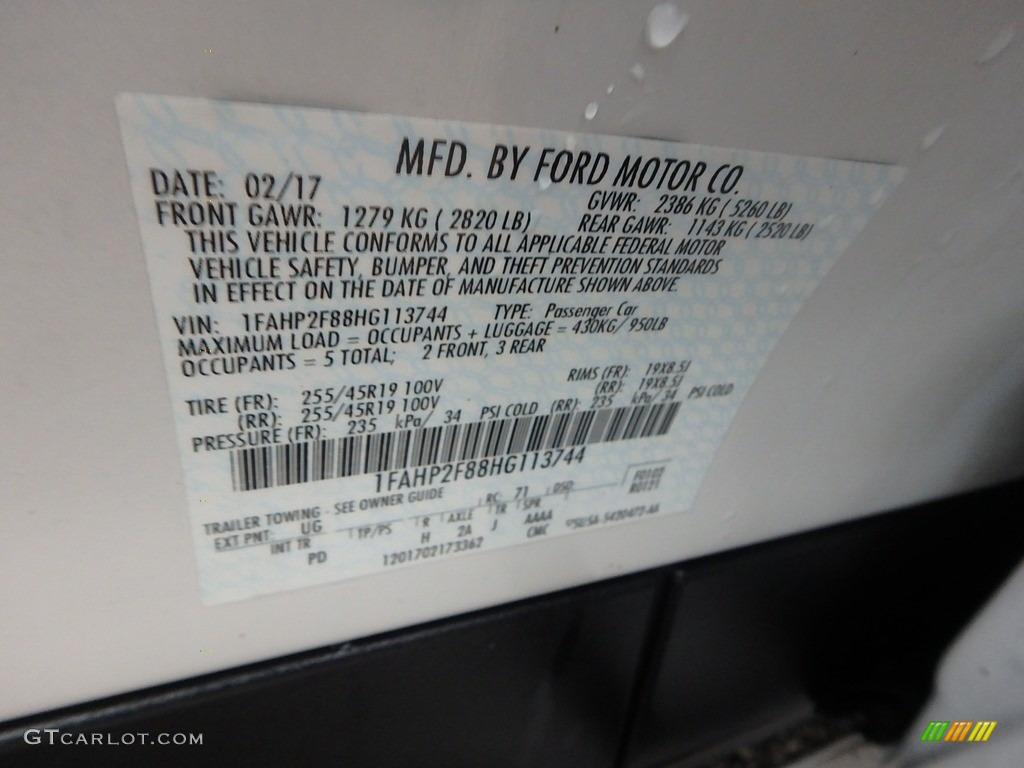 MFD. BY FORD MOTOR CO.
DATE: 02/17 GVWR: 2386 KG ( 5260 LB)
FRONT GAWR: 1279 KG ( 2820 LB) REAR GAWR: 1143 KG ( 2520 LB)
THIS VEHICLE CONFORMS TO ALL APPLICABLE FEDERAL MOTOR
VEHICLE SAFETY, BUMPER, AND THEFT PREVENTION STANDARDS
IN EFFECT ON THE DATE OF MANUFACTURE SHOWN ABOVE.
VIN: 1FAHP2F88HG113744 TYPE: Passenger Car
MAXIMUM LOAD = OCCUPANTS + LUGGAGE = 430KG/ 950LB
OCCUPANTS = 5 TOTAL; 2 FRONT, 3 REAR
TIRE (FR): 255/45R19 100V RIMS (FR): 19X8.5J
(RR): 255/45R19 100V (RR): 19X8.5J
PRESSURE (FR): 235 kPa/ 34 PSI COLD (RR): 235 kPa/ 34 PSI COLD
1FAHP2F88HG113744
TRAILER TOWING - SEE OWNER GUIDE
EXT PNT: UG RC: 71 DSO:
INT TR TP/PS R AXLE TR SPR
PD H 2A J AAAA
1201702173362 CMC
GTCARLOT.COM